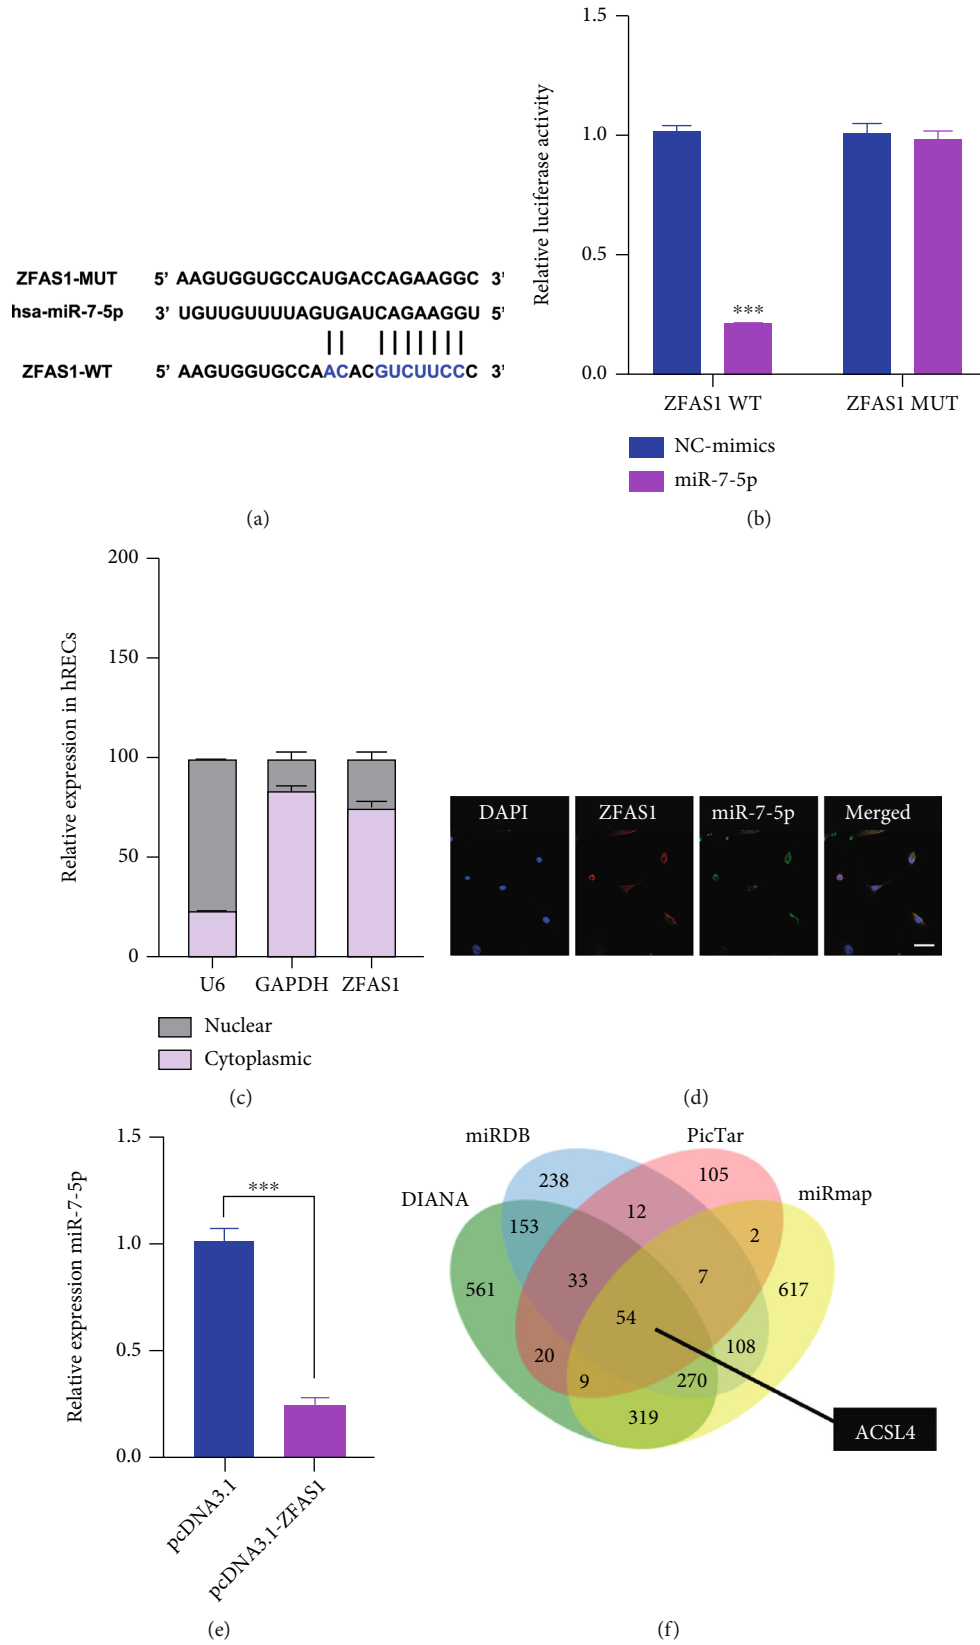 ZFAS1-MUT 5' AAGUGGUGCCAUGACCAGAAGGC 3'
hsa-miR-7-5p 3' UGUUGUUUUAGUGAUCAGAAGGU 5'
ZFAS1-WT 5' AAGUGGUGCCAACACGUCUUCCC 3'
(a)
1.5
1.0
0.5
0.0
Relative luciferase activity
***
ZFAS1 WT ZFAS1 MUT
NC-mimics
miR-7-5p
(b)
200
150
100
50
0
Relative expression in hRECs
U6 GAPDH ZFAS1
Nuclear
Cytoplasmic
(c)
DAPI ZFAS1 miR-7-5p Merged
(d)
1.5
1.0
0.5
0.0
Relative expression miR-7-5p
***
pcDNA3.1
pcDNA3.1-ZFAS1
(e)
miRDB PicTar
DIANA miRmap
238 105
153 12 2
561 33 7 617
54
20 108
9 270
319
ACSL4
(f)